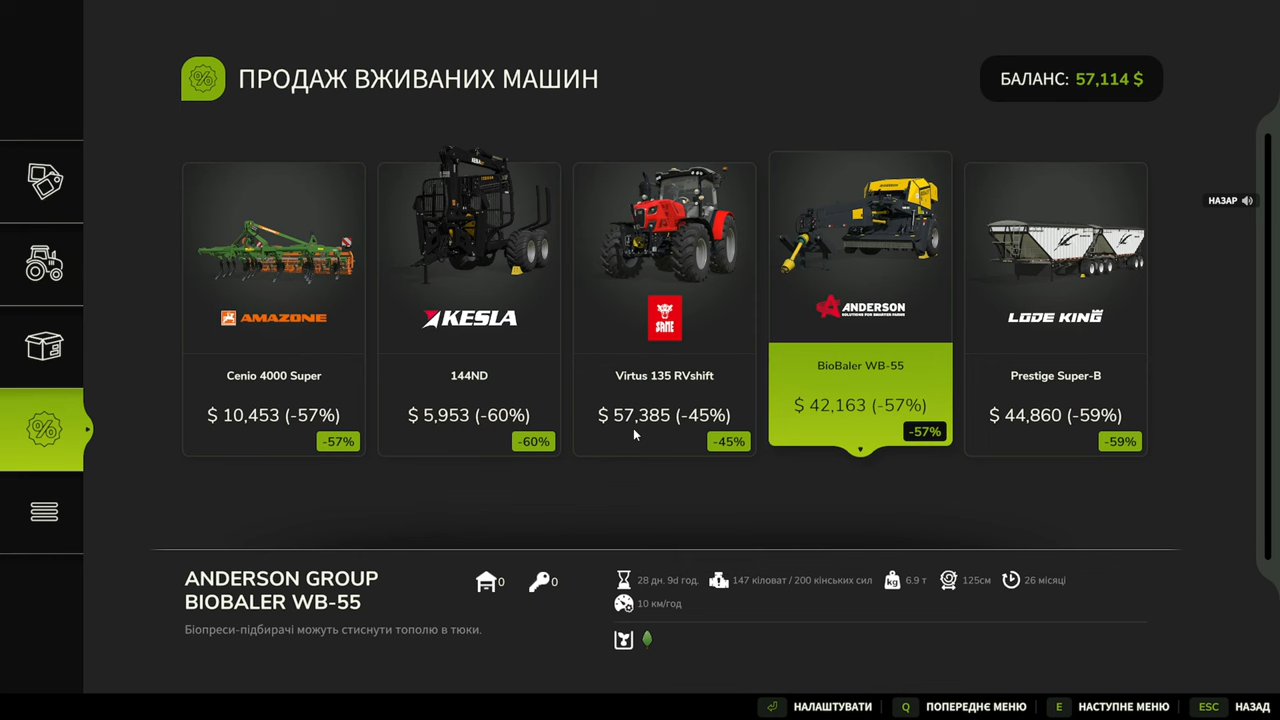 ПРОДАЖ ВЖИВАНИХ МАШИН
БАЛАНС: 57,114 $
НАЗАР
AMAZONE
KESLA
SAME
ANDERSON
LODE KING
Cenio 4000 Super
144ND
Virtus 135 RVshift
BioBaler WB-55
Prestige Super-B
$ 10,453 (-57%)
$ 5,953 (-60%)
$ 57,385 (-45%)
$ 42,163 (-57%)
$ 44,860 (-59%)
-57%
-60%
-45%
-57%
-59%
ANDERSON GROUP
BIOBALER WB-55
0
0
28 дн. 9d год.
147 кіловат / 200 кінських сил
6.9 т
125см
26 місяці
10 км/год
Біопреси-підбирачі можуть стиснути тополю в тюки.
НАЛАШТУВАТИ
Q ПОПЕРЕДНЄ МЕНЮ
E НАСТУПНЕ МЕНЮ
ESC НАЗАД